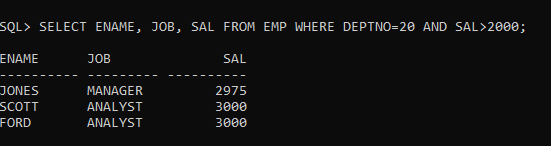 SQL> SELECT ENAME, JOB, SAL FROM EMP WHERE DEPTNO=20 AND SAL>2000;
ENAME      JOB              SAL
---------- --------- ----------
JONES      MANAGER         2975
SCOTT      ANALYST         3000
FORD       ANALYST         3000